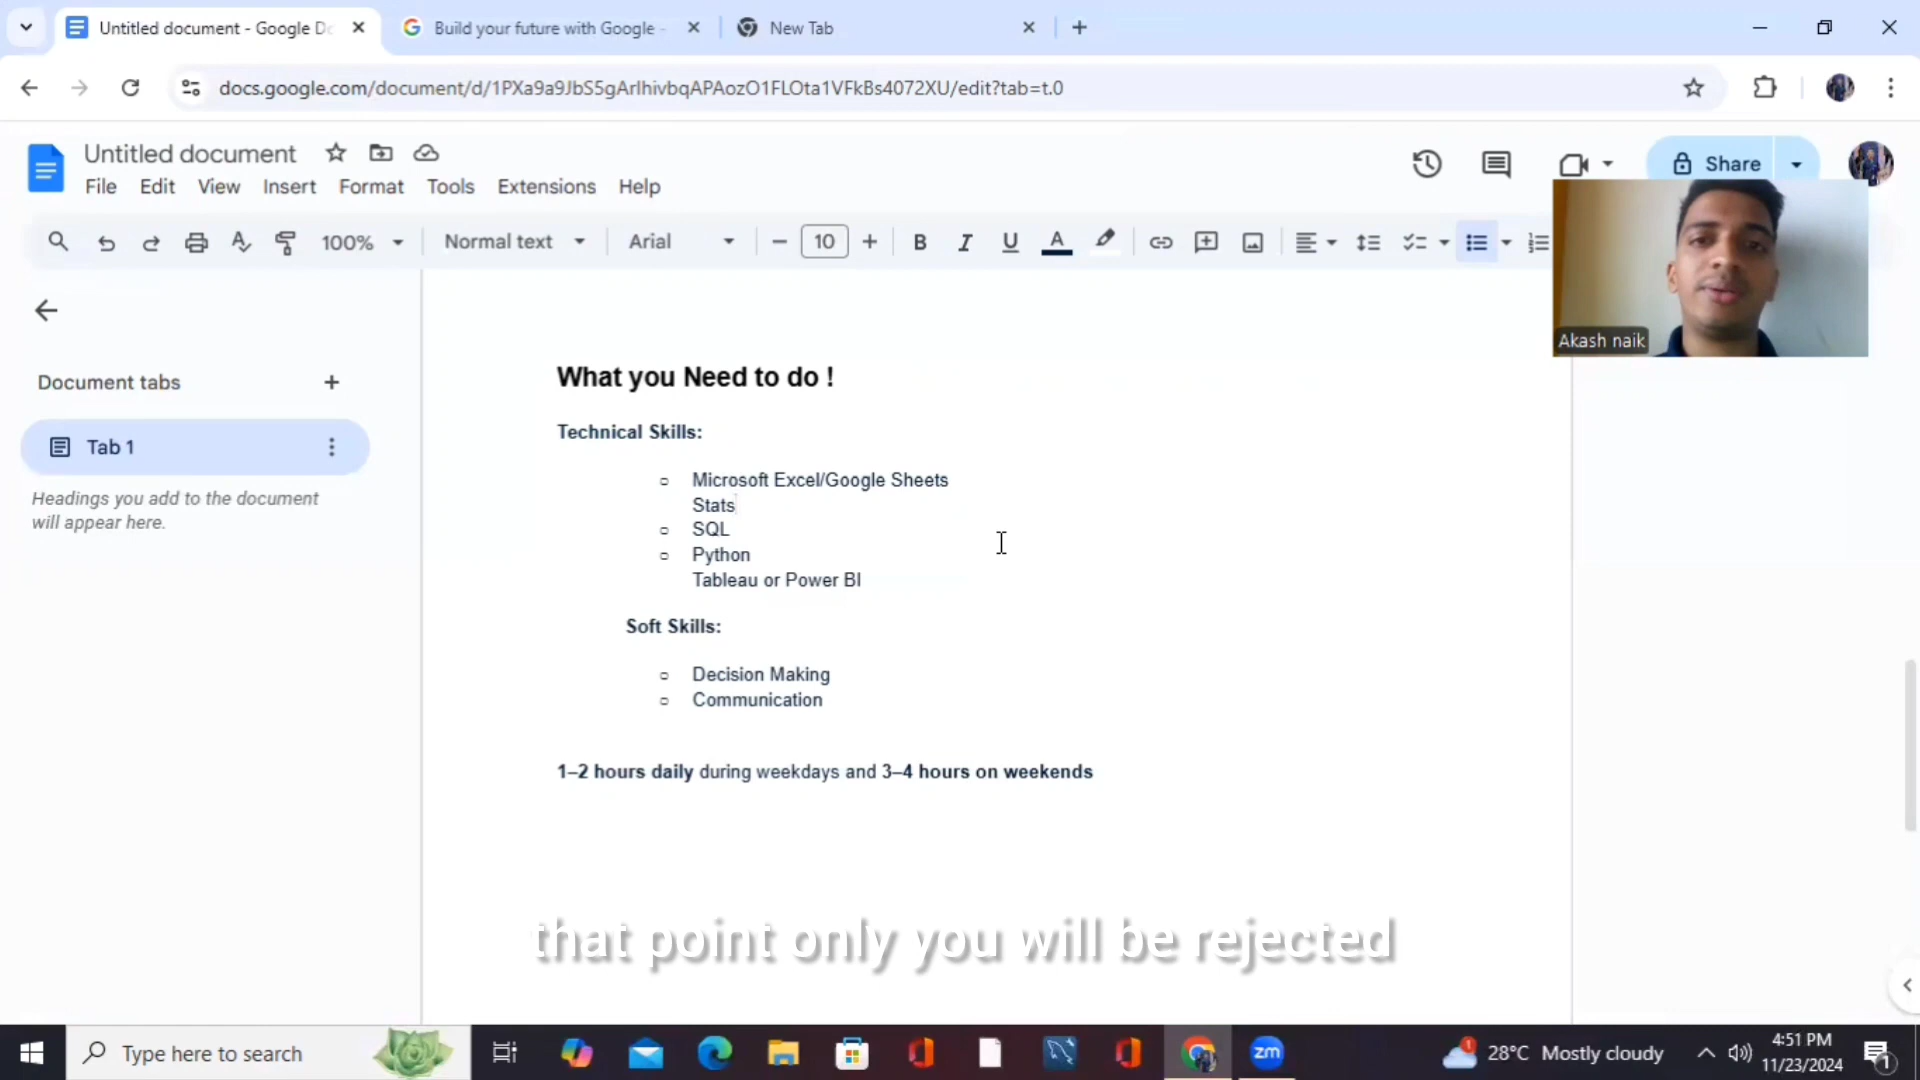 Untitled document - Google Dc
Build your future with Google -
New Tab
docs.google.com/document/d/1PXa9a9JbS5gArIhivbqAPAozO1FLOta1VFkBs4072XU/edit?tab=t.0
Untitled document
File Edit View Insert Format Tools Extensions Help
Share
100% Normal text Arial 10 B I U A
Akash naik
Document tabs
Tab 1
Headings you add to the document
will appear here.
What you Need to do !
Technical Skills:
Microsoft Excel/Google Sheets
Stats
SQL
Python
Tableau or Power BI
Soft Skills:
Decision Making
Communication
1–2 hours daily during weekdays and 3–4 hours on weekends
that point only you will be rejected
Type here to search
zm
28°C Mostly cloudy
4:51 PM
11/23/2024
1